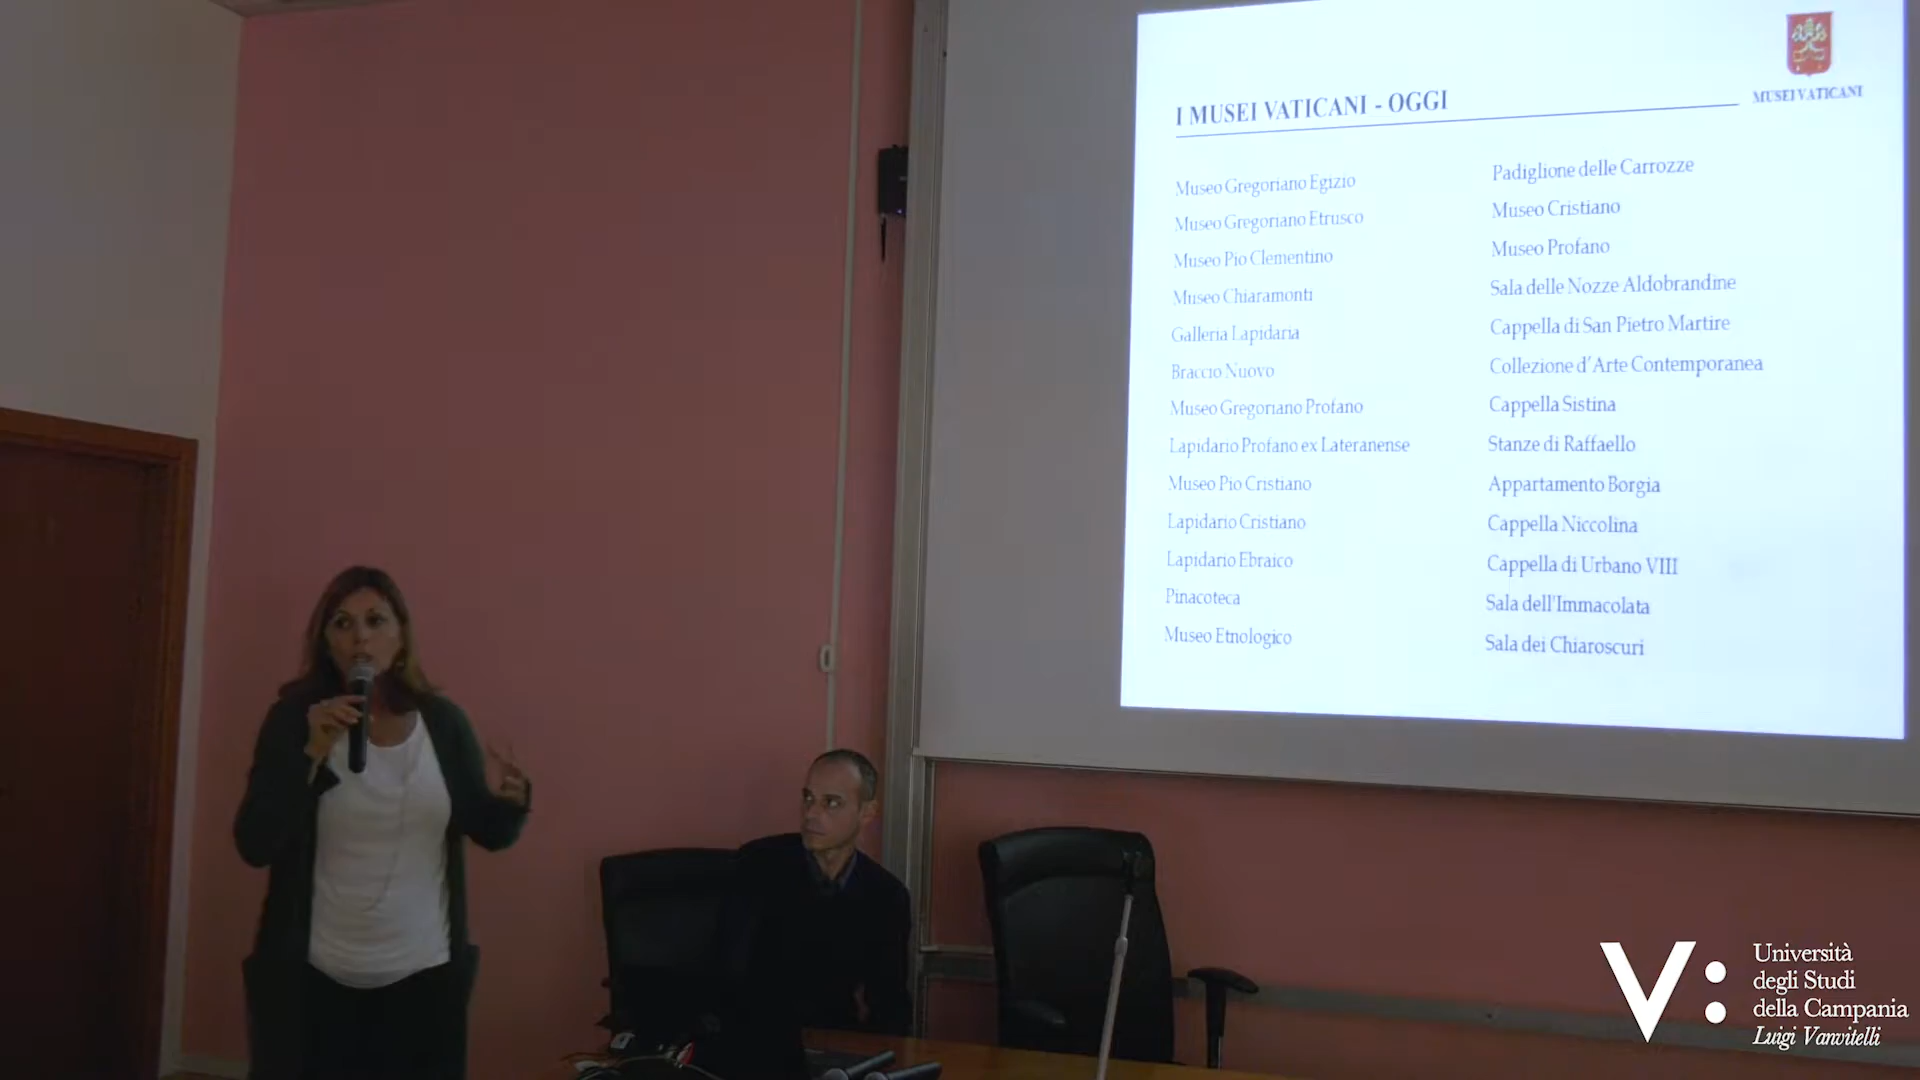 I MUSEI VATICANI - OGGI
MUSEI VATICANI
Museo Gregoriano Egizio
Museo Gregoriano Etrusco
Museo Pio Clementino
Museo Chiaramonti
Galleria Lapidaria
Braccio Nuovo
Museo Gregoriano Profano
Lapidario Profano ex Lateranense
Museo Pio Cristiano
Lapidario Cristiano
Lapidario Ebraico
Pinacoteca
Museo Etnologico
Padiglione delle Carrozze
Museo Cristiano
Museo Profano
Sala delle Nozze Aldobrandine
Cappella di San Pietro Martire
Collezione d'Arte Contemporanea
Cappella Sistina
Stanze di Raffaello
Appartamento Borgia
Cappella Niccolina
Cappella di Urbano VIII
Sala dell'Immacolata
Sala dei Chiaroscuri
V:
Università
degli Studi
della Campania
Luigi Vanvitelli